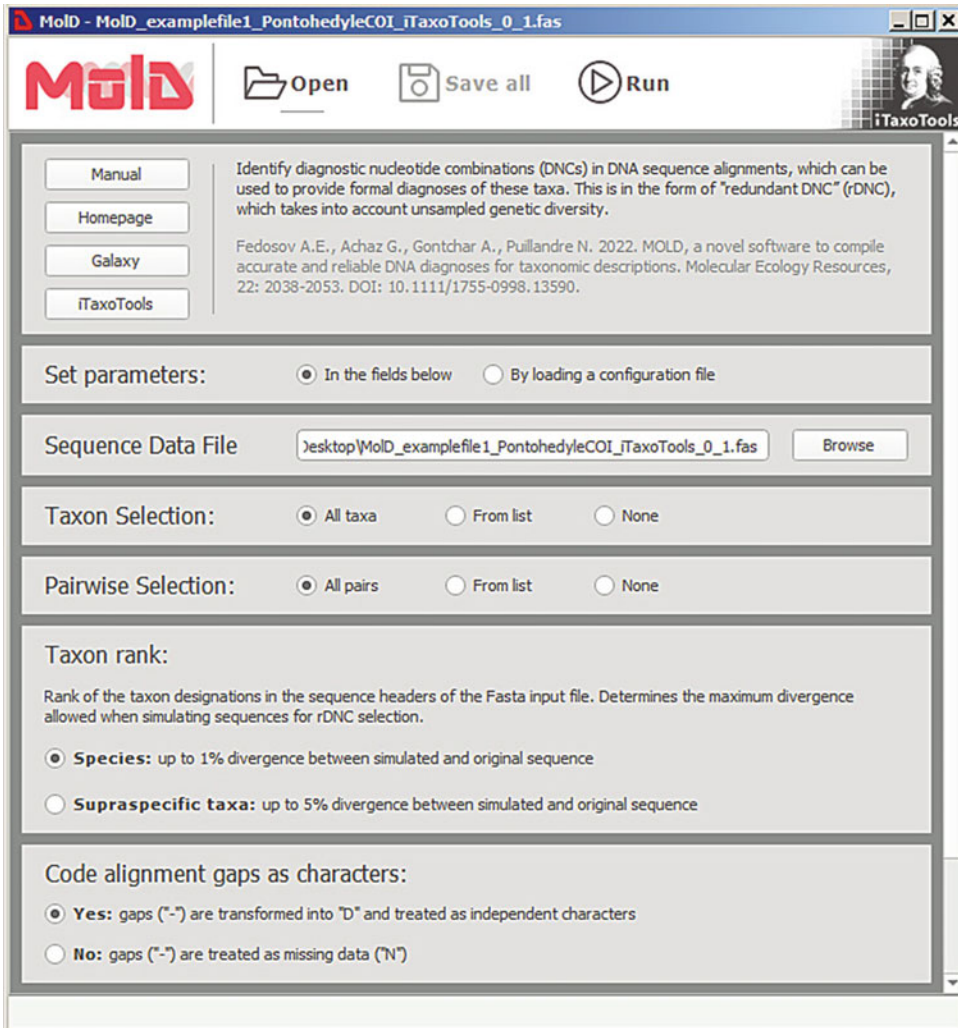 MolD - MolD_examplefile1_PontohedyleCOI_iTaxoTools_0_1.fas
MolD
Open
Save all
Run
iTaxoTools
Manual
Homepage
Galaxy
iTaxoTools
Identify diagnostic nucleotide combinations (DNCs) in DNA sequence alignments, which can be
used to provide formal diagnoses of these taxa. This is in the form of "redundant DNC" (rDNC),
which takes into account unsampled genetic diversity.
Fedosov A.E., Achaz G., Gontchar A., Puillandre N. 2022. MOLD, a novel software to compile
accurate and reliable DNA diagnoses for taxonomic descriptions. Molecular Ecology Resources,
22: 2038-2053. DOI: 10.1111/1755-0998.13590.
Set parameters: In the fields below By loading a configuration file
Sequence Data File Desktop\MolD_examplefile1_PontohedyleCOI_iTaxoTools_0_1.fas Browse
Taxon Selection: All taxa From list None
Pairwise Selection: All pairs From list None
Taxon rank:
Rank of the taxon designations in the sequence headers of the Fasta input file. Determines the maximum divergence
allowed when simulating sequences for rDNC selection.
Species: up to 1% divergence between simulated and original sequence
Supraspecific taxa: up to 5% divergence between simulated and original sequence
Code alignment gaps as characters:
Yes: gaps ("-") are transformed into "D" and treated as independent characters
No: gaps ("-") are treated as missing data ("N")